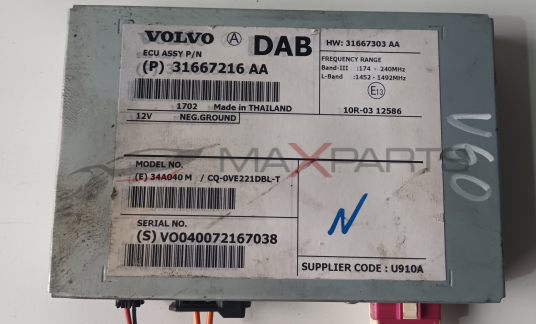 VOLVO A DAB
ECU ASSY P/N
(P) 31667216 AA
1702 Made in THAILAND
12V NEG.GROUND
HW: 31667303 AA
FREQUENCY RANGE
Band-III :174 - 240MHz
L-Band :1452 - 1492MHz
E13
10R-03 12586
MAXPARTS
MODEL NO.
(E) 34A040 M / CQ-0VE221DBL-T
SERIAL NO.
(S) VO040072167038
N
SUPPLIER CODE : U910A
V60